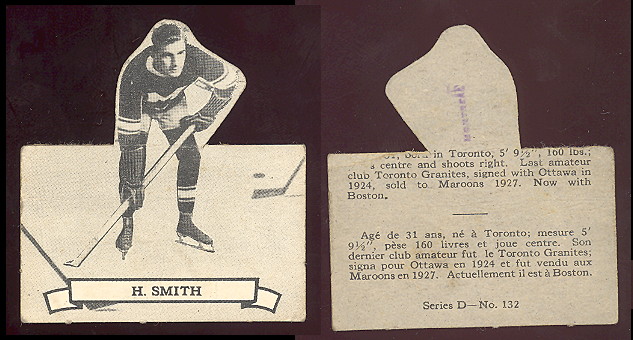 H. SMITH
MONTREAL
in Toronto, 5' 9½", 160 lbs.;
centre and shoots right. Last amateur
club Toronto Granites, signed with Ottawa in
1924, sold to Maroons 1927. Now with
Boston.
Agé de 31 ans, né à Toronto; mesure 5'
9½", pèse 160 livres et joue centre. Son
dernier club amateur fut le Toronto Granites;
signa pour Ottawa en 1924 et fut vendu aux
Maroons en 1927. Actuellement il est à Boston.
Series D—No. 132